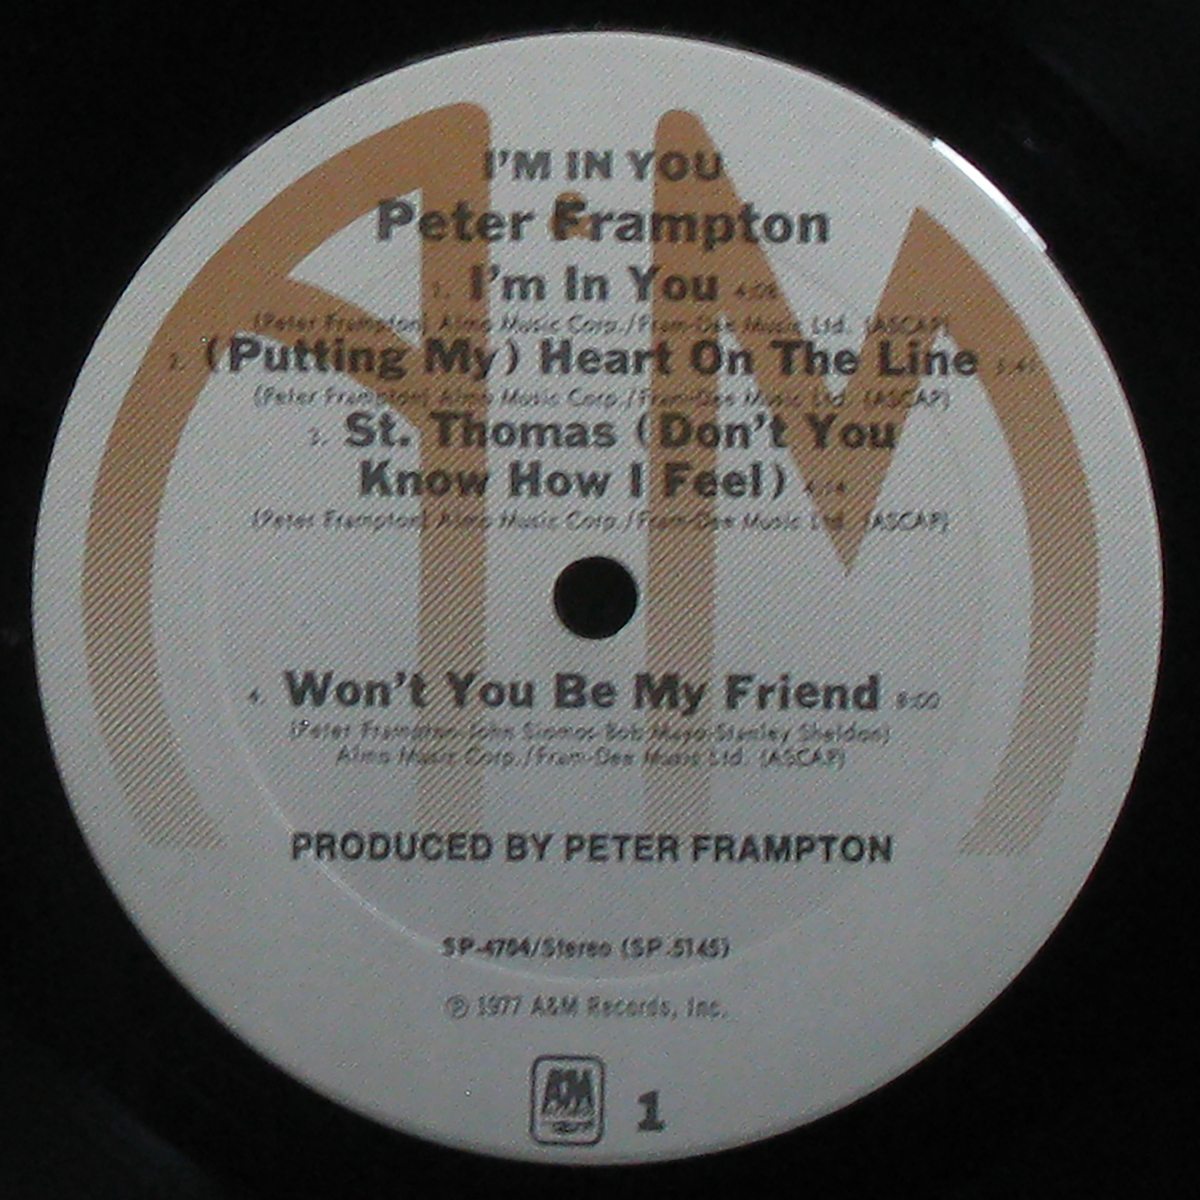 I'M IN YOU
Peter Frampton
1. I'm In You 4:06
(Peter Frampton) Almo Music Corp./Fram-Dee Music Ltd. (ASCAP)
2. (Putting My) Heart On The Line
(Peter Frampton) Almo Music Corp./Fram-Dee Music Ltd. (ASCAP)
3. St. Thomas (Don't You
Know How I Feel)
(Peter Frampton) Almo Music Corp./Fram-Dee Music Ltd. (ASCAP)
4. Won't You Be My Friend 8:00
(Peter Frampton-John Siomos-Bob Mayo-Stanley Sheldon)
Almo Music Corp./Fram-Dee Music Ltd. (ASCAP)
PRODUCED BY PETER FRAMPTON
SP-4704/Stereo (SP 5145)
℗ 1977 A&M Records, Inc.
A&M
1